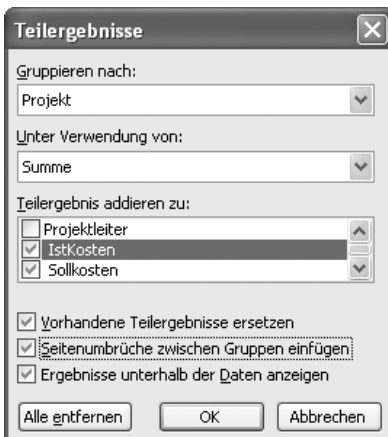 Teilergebnisse
Gruppieren nach:
Projekt
Unter Verwendung von:
Summe
Teilergebnis addieren zu:
Projektleiter
IstKosten
Sollkosten
Vorhandene Teilergebnisse ersetzen
Seitenumbrüche zwischen Gruppen einfügen
Ergebnisse unterhalb der Daten anzeigen
Alle entfernen OK Abbrechen